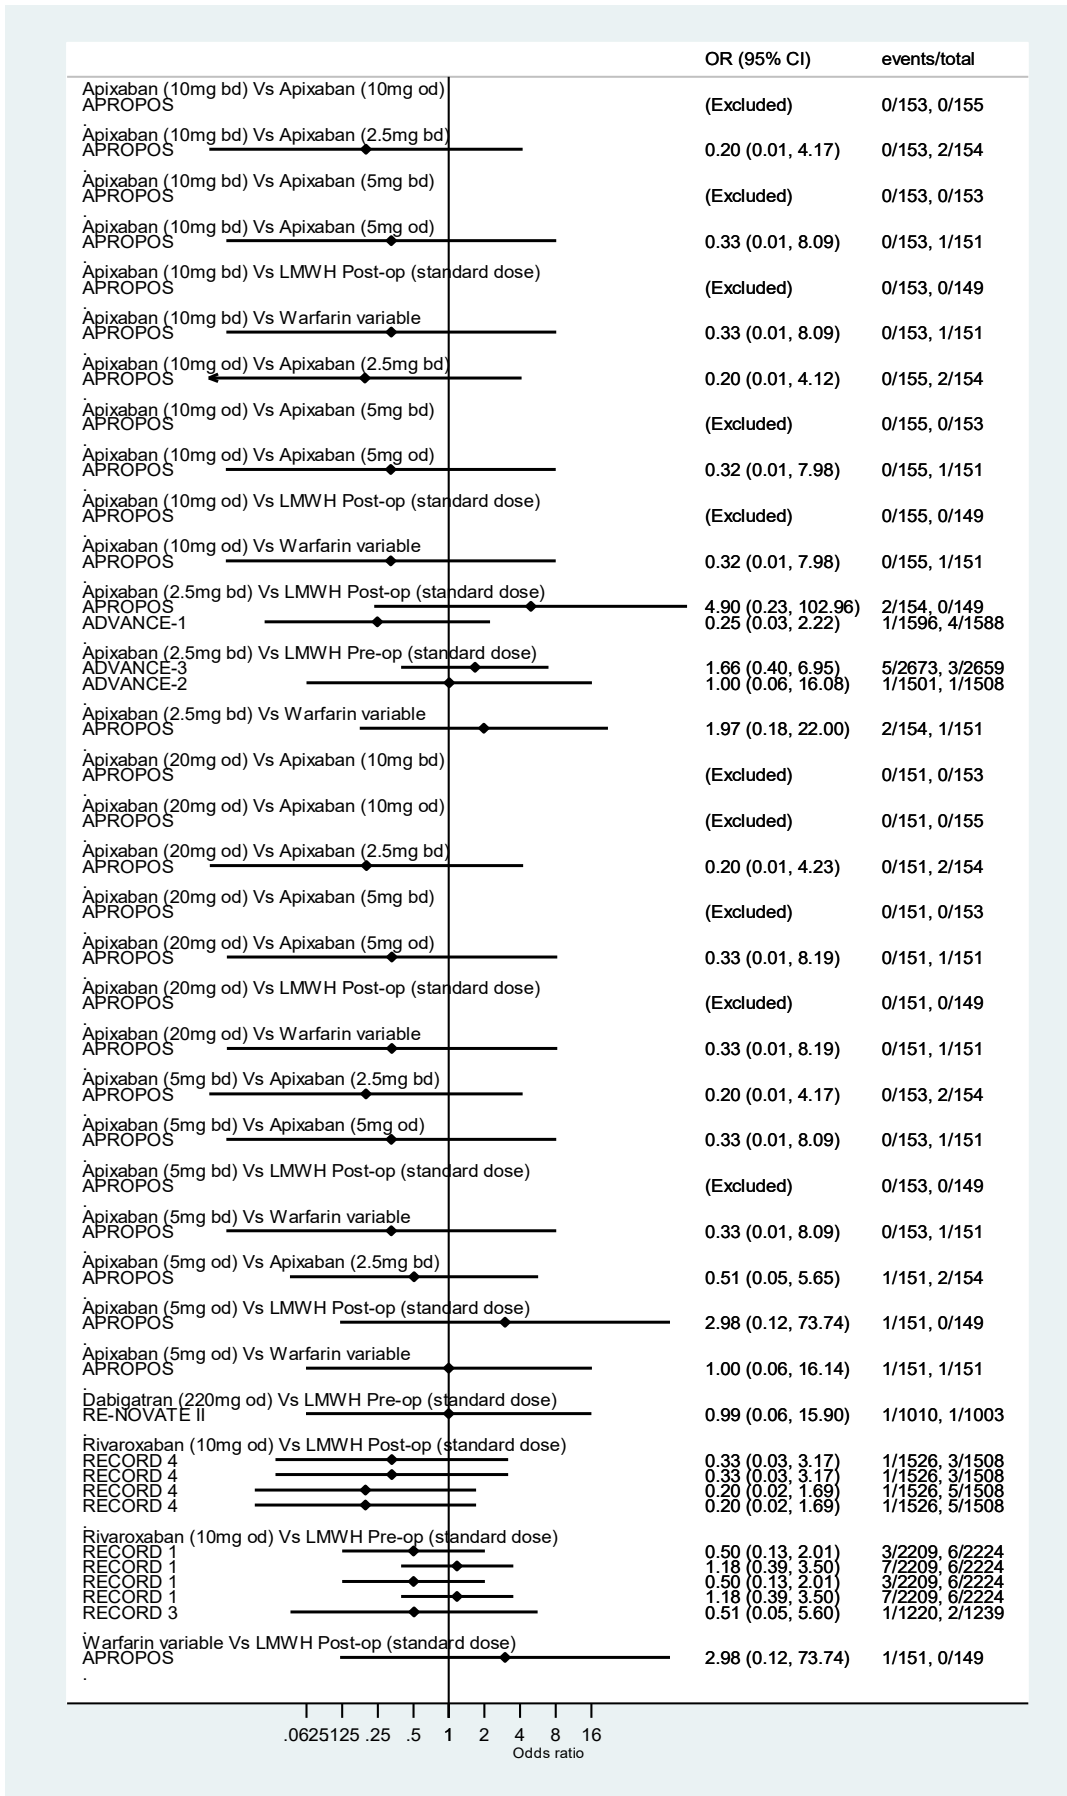 OR (95% CI) events/total
Apixaban (10mg bd) Vs Apixaban (10mg od)
APROPOS (Excluded) 0/153, 0/155
.
Apixaban (10mg bd) Vs Apixaban (2.5mg bd)
APROPOS 0.20 (0.01, 4.17) 0/153, 2/154
.
Apixaban (10mg bd) Vs Apixaban (5mg bd)
APROPOS (Excluded) 0/153, 0/153
.
Apixaban (10mg bd) Vs Apixaban (5mg od)
APROPOS 0.33 (0.01, 8.09) 0/153, 1/151
.
Apixaban (10mg bd) Vs LMWH Post-op (standard dose)
APROPOS (Excluded) 0/153, 0/149
.
Apixaban (10mg bd) Vs Warfarin variable
APROPOS 0.33 (0.01, 8.09) 0/153, 1/151
.
Apixaban (10mg od) Vs Apixaban (2.5mg bd)
APROPOS 0.20 (0.01, 4.12) 0/155, 2/154
.
Apixaban (10mg od) Vs Apixaban (5mg bd)
APROPOS (Excluded) 0/155, 0/153
.
Apixaban (10mg od) Vs Apixaban (5mg od)
APROPOS 0.32 (0.01, 7.98) 0/155, 1/151
.
Apixaban (10mg od) Vs LMWH Post-op (standard dose)
APROPOS (Excluded) 0/155, 0/149
.
Apixaban (10mg od) Vs Warfarin variable
APROPOS 0.32 (0.01, 7.98) 0/155, 1/151
.
Apixaban (2.5mg bd) Vs LMWH Post-op (standard dose)
APROPOS 4.90 (0.23, 102.96) 2/154, 0/149
ADVANCE-1 0.25 (0.03, 2.22) 1/1596, 4/1588
.
Apixaban (2.5mg bd) Vs LMWH Pre-op (standard dose)
ADVANCE-3 1.66 (0.40, 6.95) 5/2673, 3/2659
ADVANCE-2 1.00 (0.06, 16.08) 1/1501, 1/1508
.
Apixaban (2.5mg bd) Vs Warfarin variable
APROPOS 1.97 (0.18, 22.00) 2/154, 1/151
.
Apixaban (20mg od) Vs Apixaban (10mg bd)
APROPOS (Excluded) 0/151, 0/153
.
Apixaban (20mg od) Vs Apixaban (10mg od)
APROPOS (Excluded) 0/151, 0/155
.
Apixaban (20mg od) Vs Apixaban (2.5mg bd)
APROPOS 0.20 (0.01, 4.23) 0/151, 2/154
.
Apixaban (20mg od) Vs Apixaban (5mg bd)
APROPOS (Excluded) 0/151, 0/153
.
Apixaban (20mg od) Vs Apixaban (5mg od)
APROPOS 0.33 (0.01, 8.19) 0/151, 1/151
.
Apixaban (20mg od) Vs LMWH Post-op (standard dose)
APROPOS (Excluded) 0/151, 0/149
.
Apixaban (20mg od) Vs Warfarin variable
APROPOS 0.33 (0.01, 8.19) 0/151, 1/151
.
Apixaban (5mg bd) Vs Apixaban (2.5mg bd)
APROPOS 0.20 (0.01, 4.17) 0/153, 2/154
.
Apixaban (5mg bd) Vs Apixaban (5mg od)
APROPOS 0.33 (0.01, 8.09) 0/153, 1/151
.
Apixaban (5mg bd) Vs LMWH Post-op (standard dose)
APROPOS (Excluded) 0/153, 0/149
.
Apixaban (5mg bd) Vs Warfarin variable
APROPOS 0.33 (0.01, 8.09) 0/153, 1/151
.
Apixaban (5mg od) Vs Apixaban (2.5mg bd)
APROPOS 0.51 (0.05, 5.65) 1/151, 2/154
.
Apixaban (5mg od) Vs LMWH Post-op (standard dose)
APROPOS 2.98 (0.12, 73.74) 1/151, 0/149
.
Apixaban (5mg od) Vs Warfarin variable
APROPOS 1.00 (0.06, 16.14) 1/151, 1/151
.
Dabigatran (220mg od) Vs LMWH Pre-op (standard dose)
RE-NOVATE II 0.99 (0.06, 15.90) 1/1010, 1/1003
.
Rivaroxaban (10mg od) Vs LMWH Post-op (standard dose)
RECORD 4 0.33 (0.03, 3.17) 1/1526, 3/1508
RECORD 4 0.33 (0.03, 3.17) 1/1526, 3/1508
RECORD 4 0.20 (0.02, 1.69) 1/1526, 5/1508
RECORD 4 0.20 (0.02, 1.69) 1/1526, 5/1508
.
Rivaroxaban (10mg od) Vs LMWH Pre-op (standard dose)
RECORD 1 0.50 (0.13, 2.01) 3/2209, 6/2224
RECORD 1 1.18 (0.39, 3.50) 7/2209, 6/2224
RECORD 1 0.50 (0.13, 2.01) 3/2209, 6/2224
RECORD 1 1.18 (0.39, 3.50) 7/2209, 6/2224
RECORD 3 0.51 (0.05, 5.60) 1/1220, 2/1239
.
Warfarin variable Vs LMWH Post-op (standard dose)
APROPOS 2.98 (0.12, 73.74) 1/151, 0/149
.
.0625 .125 .25 .5 1 2 4 8 16
Odds ratio